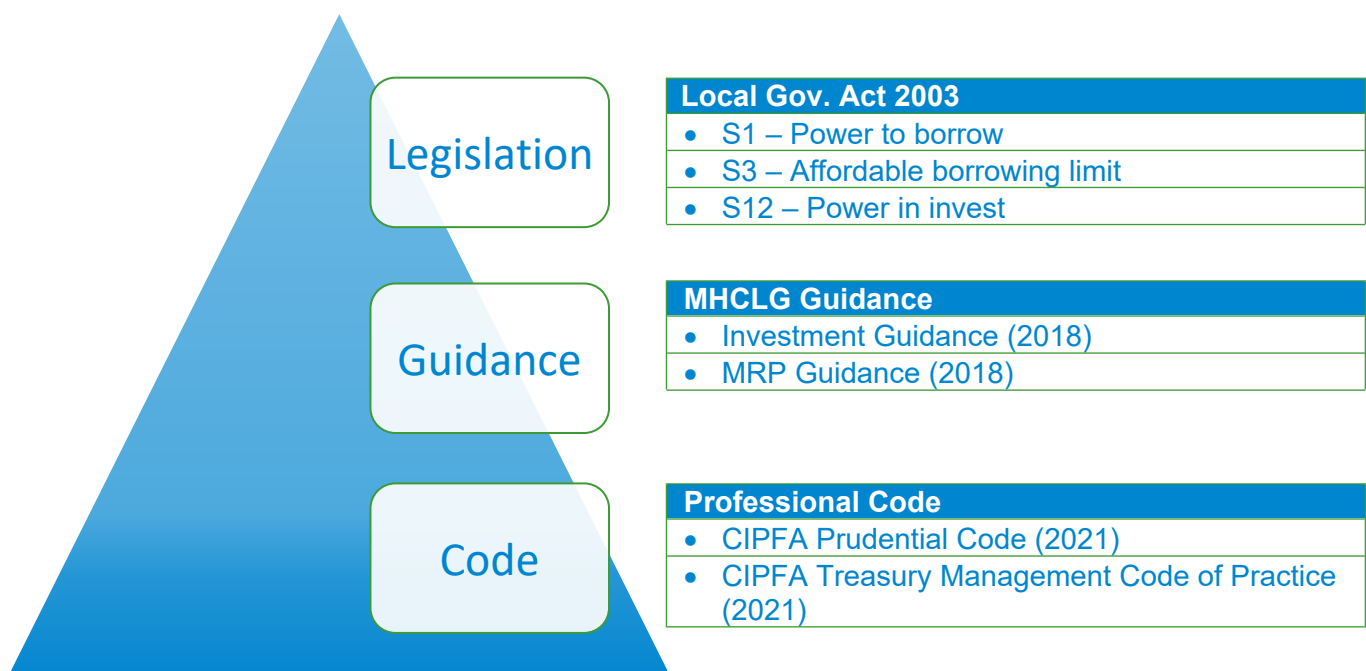 Legislation
Local Gov. Act 2003
• S1 – Power to borrow
• S3 – Affordable borrowing limit
• S12 – Power in invest
Guidance
MHCLG Guidance
• Investment Guidance (2018)
• MRP Guidance (2018)
Code
Professional Code
• CIPFA Prudential Code (2021)
• CIPFA Treasury Management Code of Practice
(2021)